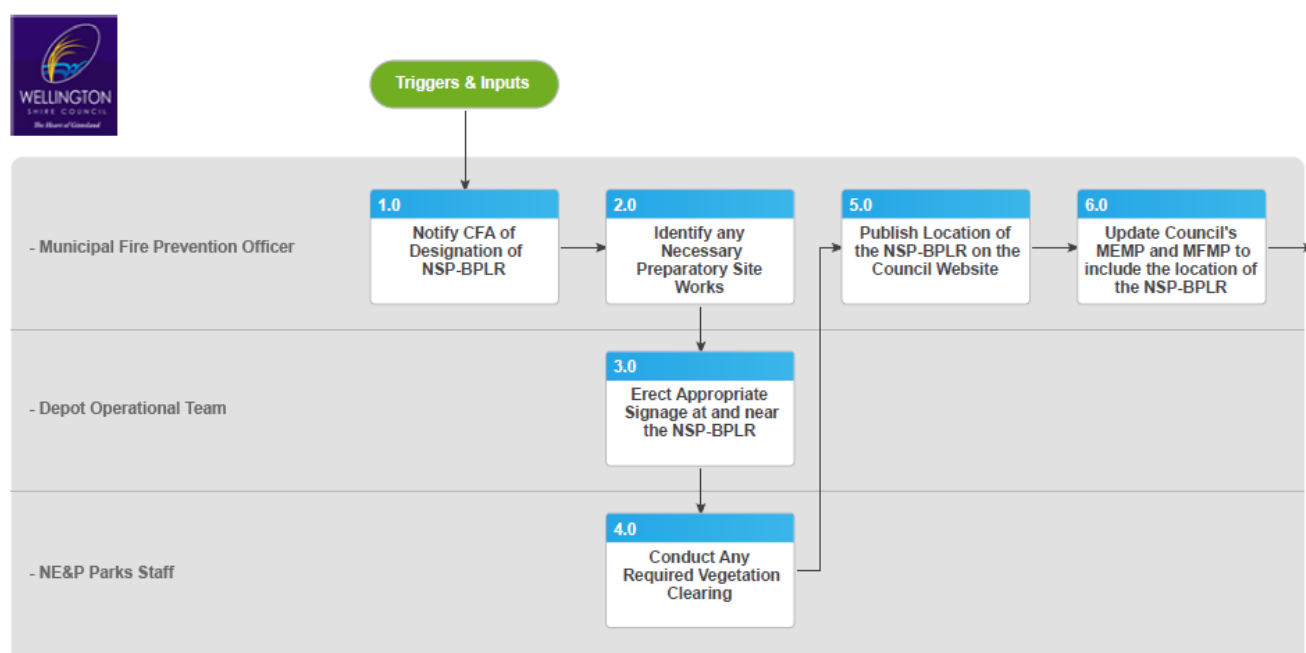 WELLINGTON
SHIRE COUNCIL
The Heart of Gippsland
Triggers & Inputs
- Municipal Fire Prevention Officer
1.0
Notify CFA of
Designation of
NSP-BPLR
2.0
Identify any
Necessary
Preparatory Site
Works
5.0
Publish Location of
the NSP-BPLR on the
Council Website
6.0
Update Council's
MEMP and MFMP to
include the location of
the NSP-BPLR
- Depot Operational Team
3.0
Erect Appropriate
Signage at and near
the NSP-BPLR
- NE&P Parks Staff
4.0
Conduct Any
Required Vegetation
Clearing